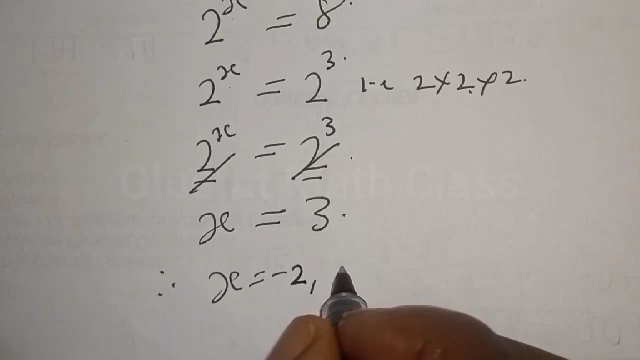 2^x = 8.
2^x = 2^3. i.e 2×2×2.
2^x = 2^3.
x = 3.
∴ x = -2,